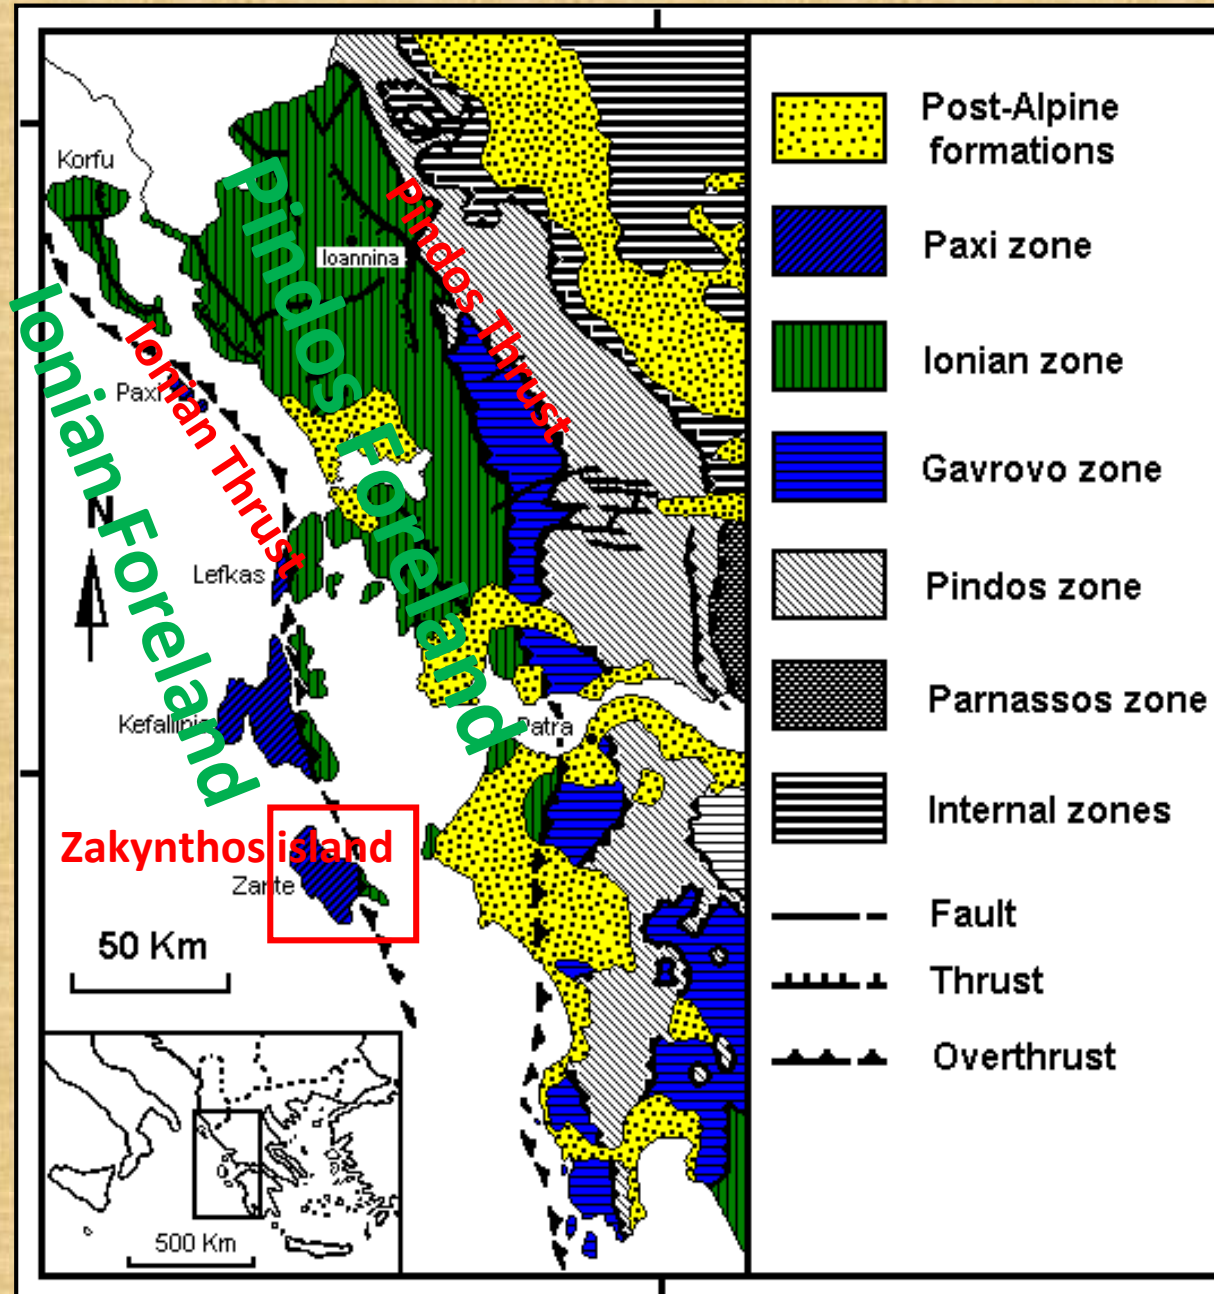 Korfu
Ioannina
Pindos Thrust
Pindos Foreland
Ionian Thrust
Ionian Foreland
Paxi
N
Lefkas
Kefallinia
Patra
Zakynthos island
Zante
50 Km
500 Km
Post-Alpine
formations
Paxi zone
Ionian zone
Gavrovo zone
Pindos zone
Parnassos zone
Internal zones
Fault
Thrust
Overthrust